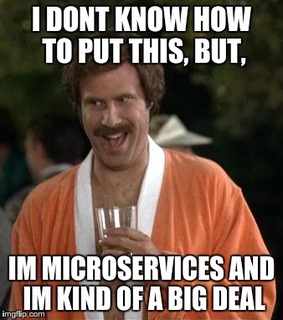 I DONT KNOW HOW
TO PUT THIS, BUT,
IM MICROSERVICES AND
IM KIND OF A BIG DEAL
imgflip.com